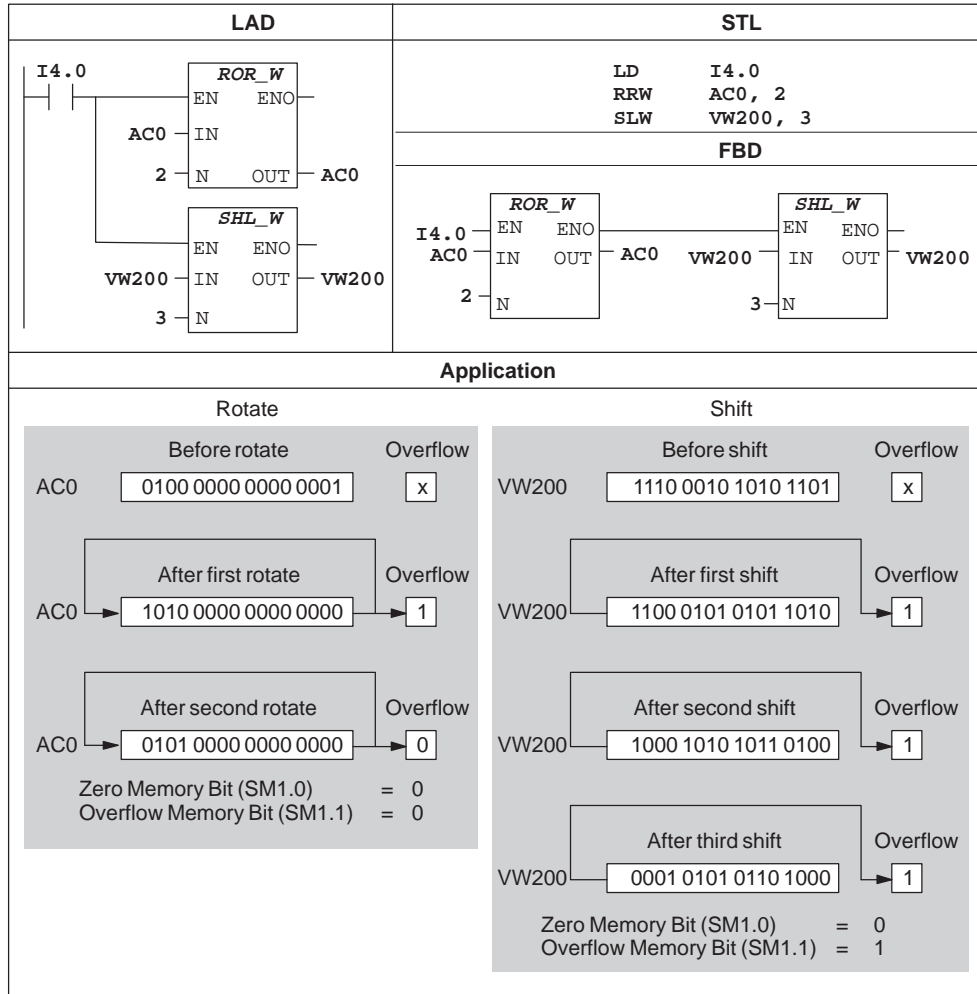 LAD
I4.0
ROR_W
EN ENO
AC0 IN
2 N OUT AC0
SHL_W
EN ENO
VW200 IN OUT VW200
3 N
STL
LD I4.0
RRW AC0, 2
SLW VW200, 3
FBD
ROR_W
I4.0 EN ENO
AC0 IN OUT AC0
2 N
SHL_W
EN ENO
VW200 IN OUT VW200
3 N
Application
Rotate
Before rotate Overflow
AC0 0100 0000 0000 0001 x
After first rotate Overflow
AC0 1010 0000 0000 0000 1
After second rotate Overflow
AC0 0101 0000 0000 0000 0
Zero Memory Bit (SM1.0) = 0
Overflow Memory Bit (SM1.1) = 0
Shift
Before shift Overflow
VW200 1110 0010 1010 1101 x
After first shift Overflow
VW200 1100 0101 0101 1010 1
After second shift Overflow
VW200 1000 1010 1011 0100 1
After third shift Overflow
VW200 0001 0101 0110 1000 1
Zero Memory Bit (SM1.0) = 0
Overflow Memory Bit (SM1.1) = 1